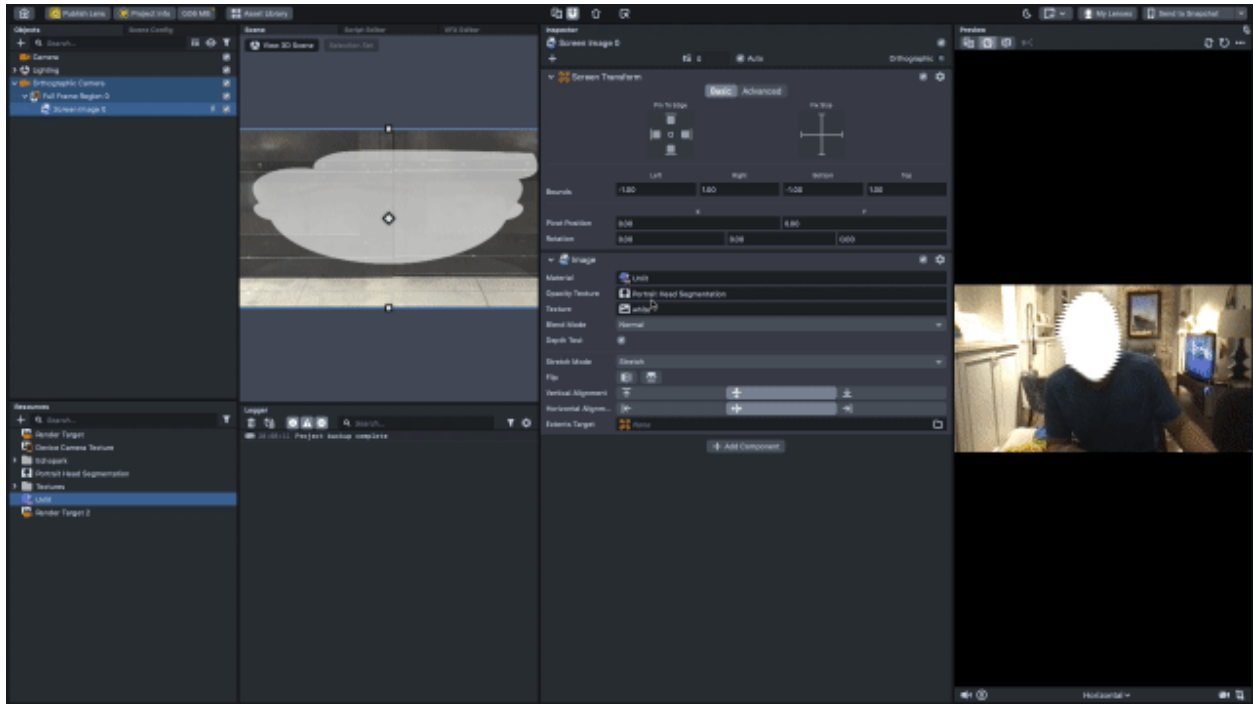 Publish Lens Project Info Asset Library My Lenses Send to Snapchat
Objects Scene Config
Search...
Camera
Lighting
Orthographic Camera
Full Frame Region 0
Screen Image 0
Resources
Search...
Render Target
Device Camera Texture
Portrait Head Segmentation
Textures
Unlit
Render Target 2
Scene Script Editor VFX Editor
View 3D Scene Selection Set
Logger
Search...
Project backup complete
Inspector
Screen Image 0
Auto Orthographic
Screen Transform
Basic Advanced
Pin To Edge Fix Size
Left Right Bottom Top
Bounds -1.00 1.00 -1.00 1.00
X Y
Pivot Position 0.00 0.00
Rotation 0.00 0.00 0.00
Image
Material Unlit
Opacity Texture Portrait Head Segmentation
Texture white
Blend Mode Normal
Depth Test
Stretch Mode Stretch
Flip
Vertical Alignment
Horizontal Alignm...
Extents Target None
+ Add Component
Preview
Horizontal